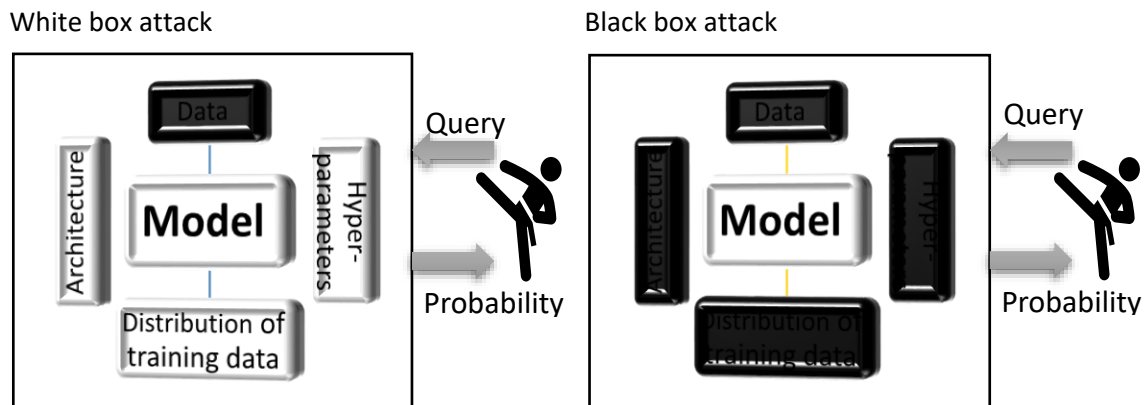 White box attack
Data
Architecture
Model
Hyper-
parameters
Distribution of
training data
Query
Probability
Black box attack
Data
Architecture
Model
Hyper-
Distribution of
training data
Query
Probability